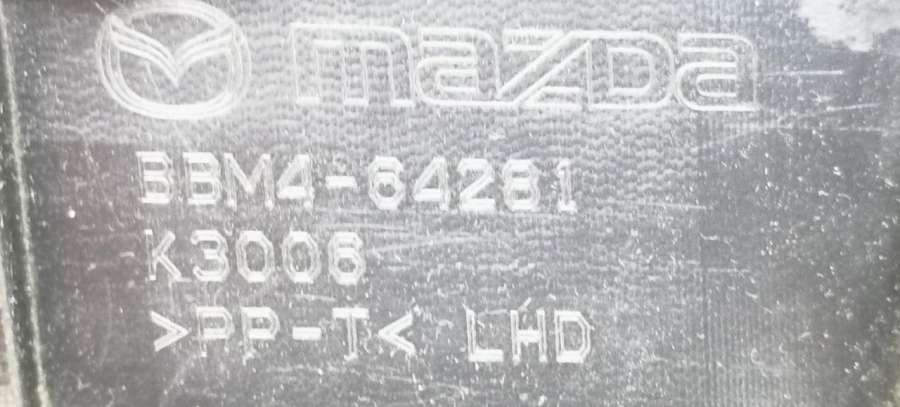 mazda
BBM4-64281
K3006
>PP-T< LHD